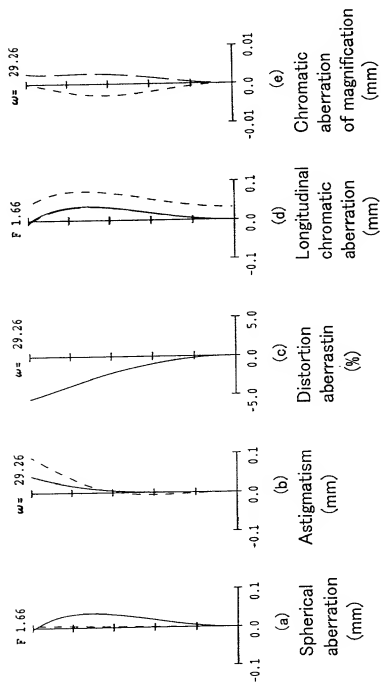 F 1.66
-0.1 0.0 0.1
(a)
Spherical
aberration
(mm)
ω= 29.26
-0.1 0.0 0.1
(b)
Astigmatism
(mm)
ω= 29.26
-5.0 0.0 5.0
(c)
Distortion
aberrastin
(%)
F 1.66
-0.1 0.0 0.1
(d)
Longitudinal
chromatic
aberration
(mm)
ω= 29.26
-0.01 0.0 0.01
(e)
Chromatic
aberration
of magnification
(mm)